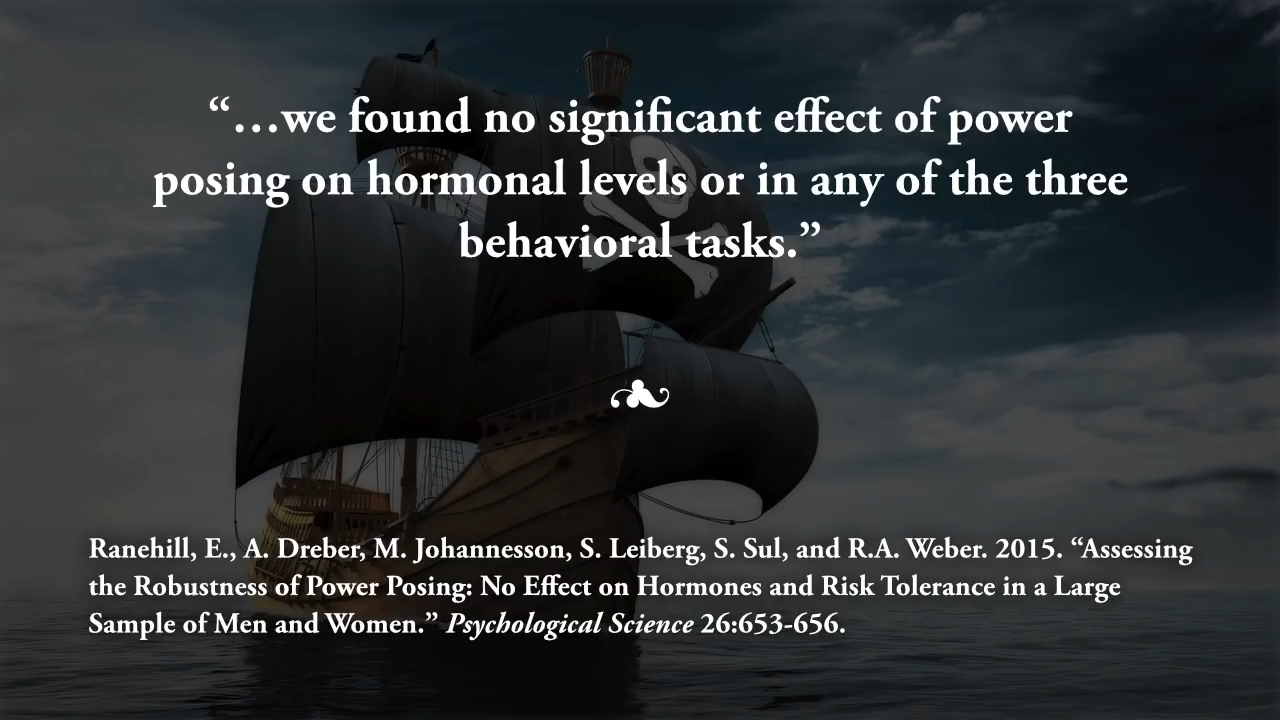 “…we found no significant effect of power
posing on hormonal levels or in any of the three
behavioral tasks.”
Ranehill, E., A. Dreber, M. Johannesson, S. Leiberg, S. Sul, and R.A. Weber. 2015. “Assessing
the Robustness of Power Posing: No Effect on Hormones and Risk Tolerance in a Large
Sample of Men and Women.” Psychological Science 26:653-656.